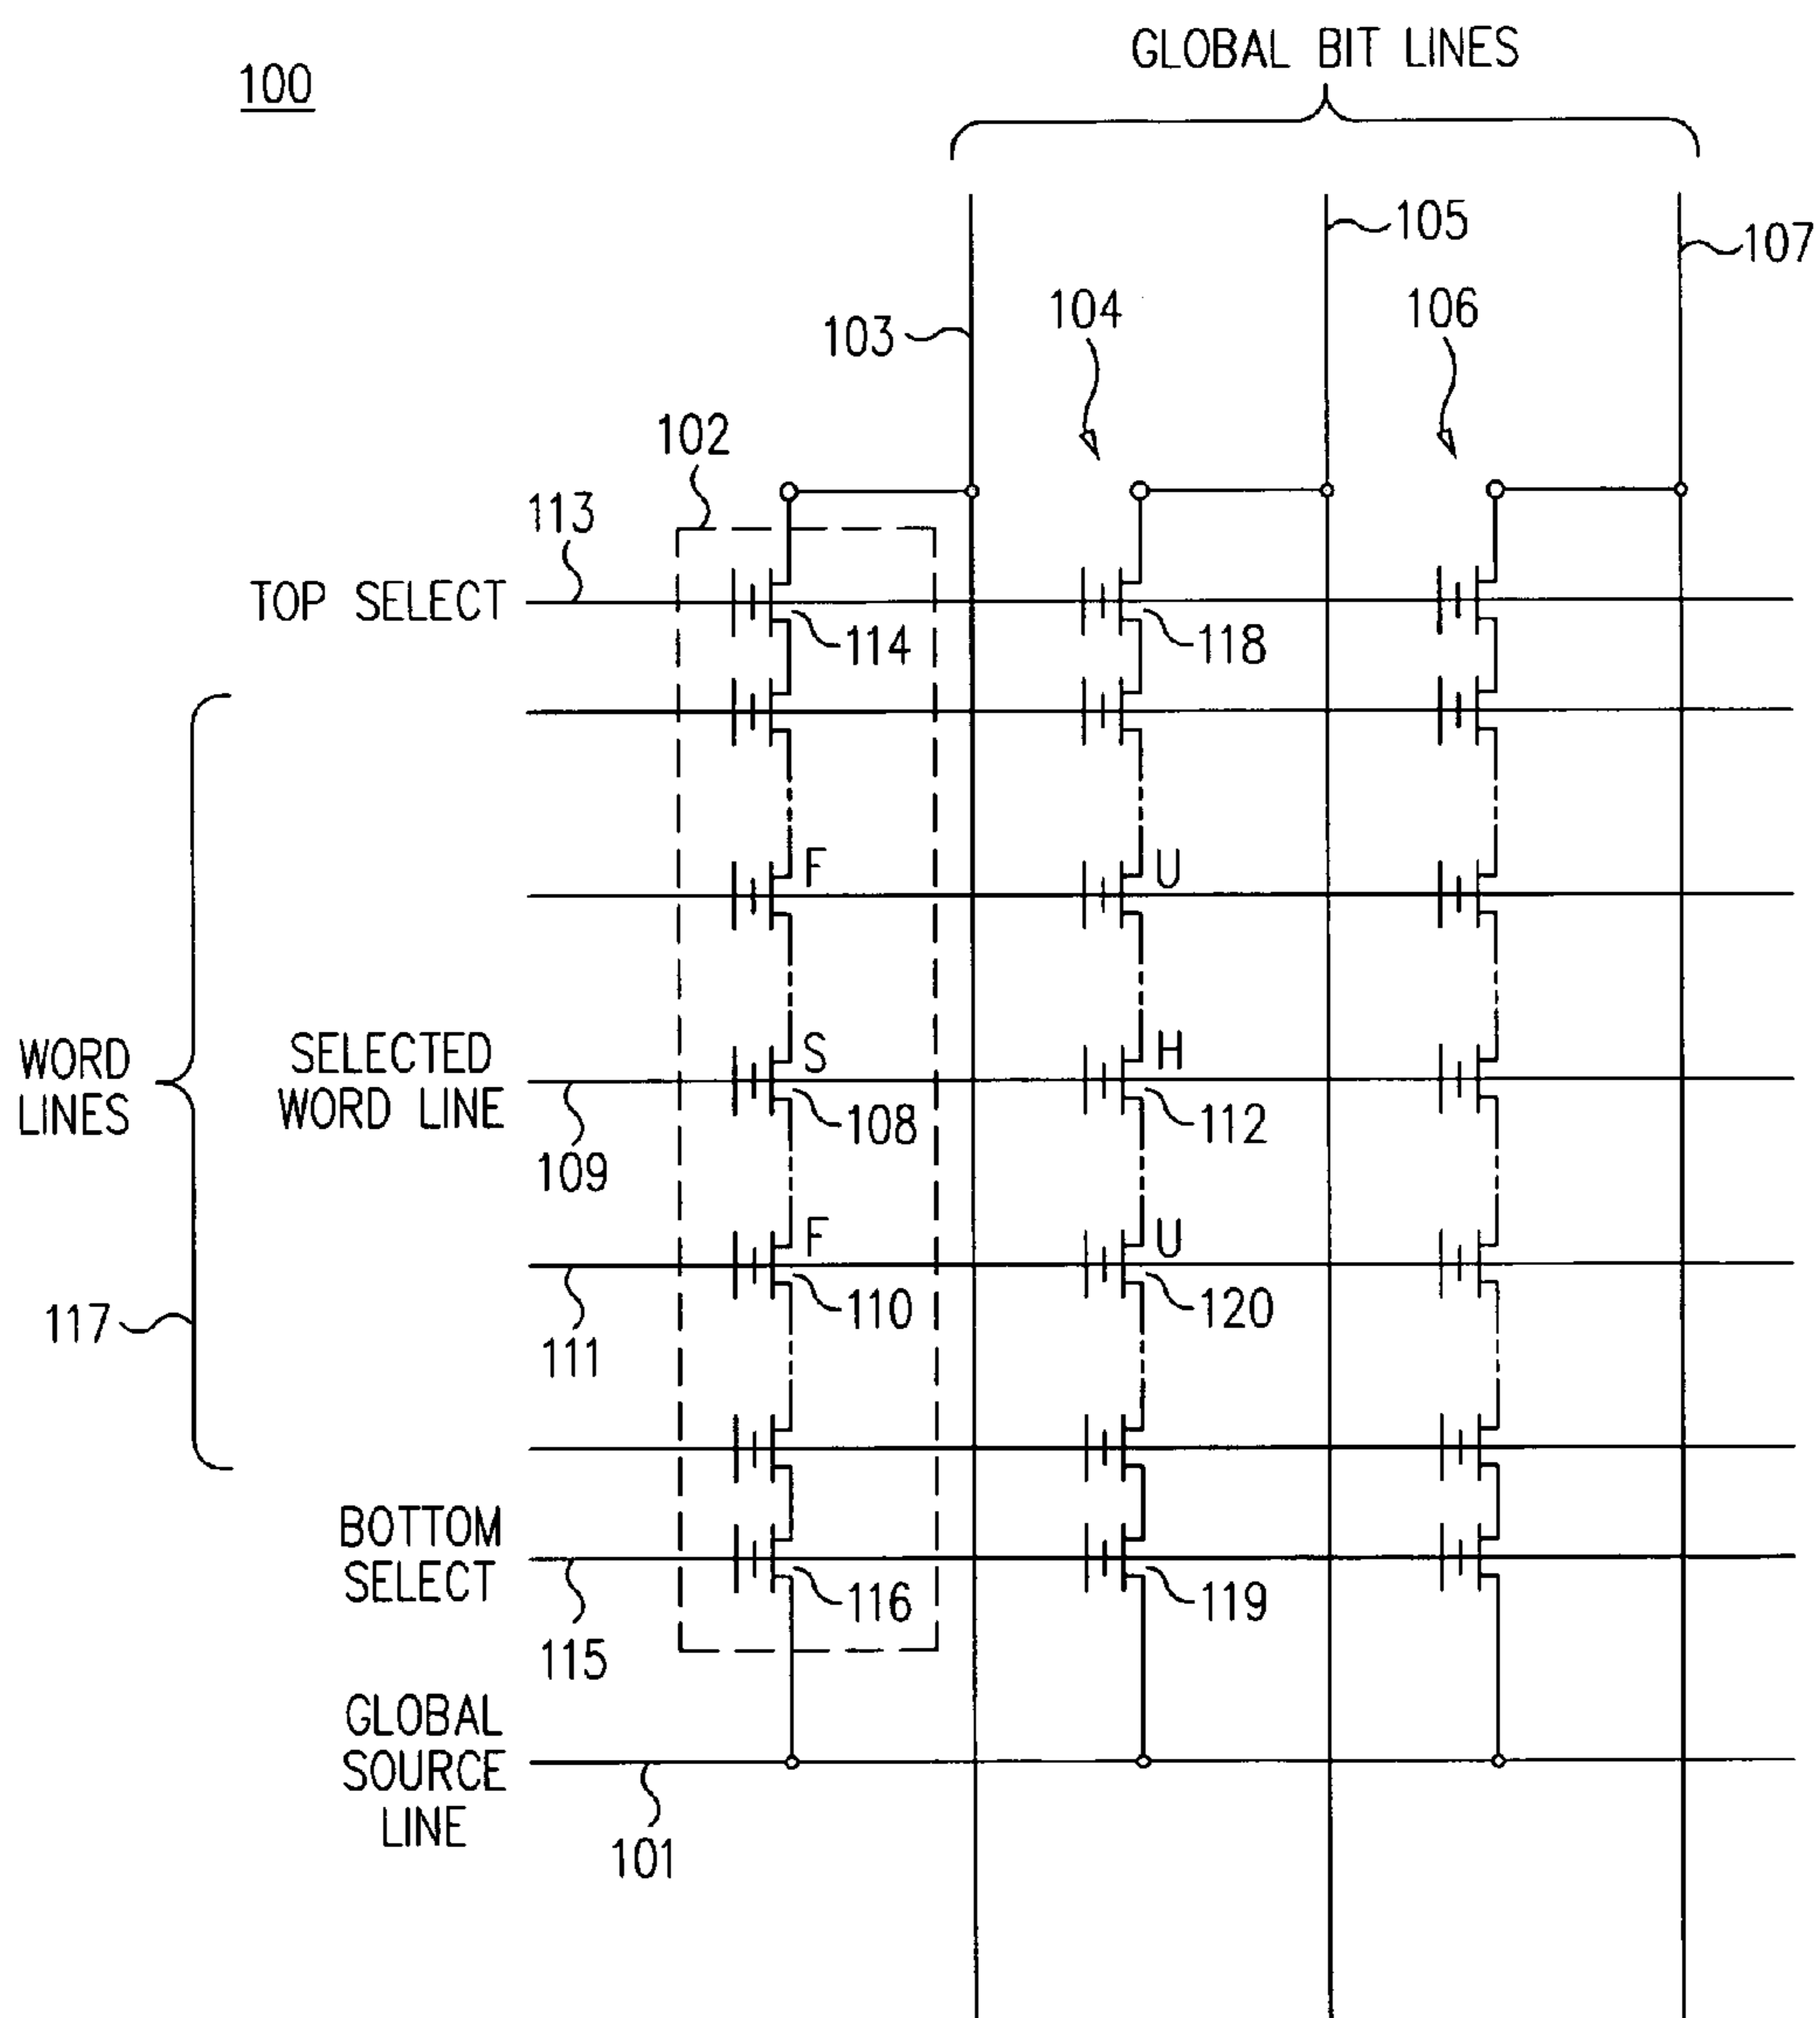 100
GLOBAL BIT LINES
105
107
103
104
106
102
113
TOP SELECT
114
118
F
U
WORD
LINES
SELECTED
WORD LINE
S
H
109
108
112
F
U
117
111
110
120
BOTTOM
SELECT
115
116
119
GLOBAL
SOURCE
LINE
101